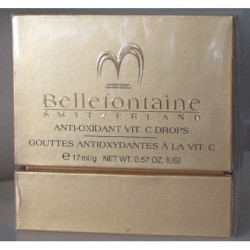 Bellefontaine
SWITZERLAND
ANTI-OXIDANT VIT. C DROPS
GOUTTES ANTIOXYDANTES À LA VIT. C
℮ 17 ml/g NET WT. 0.57 OZ. (US)